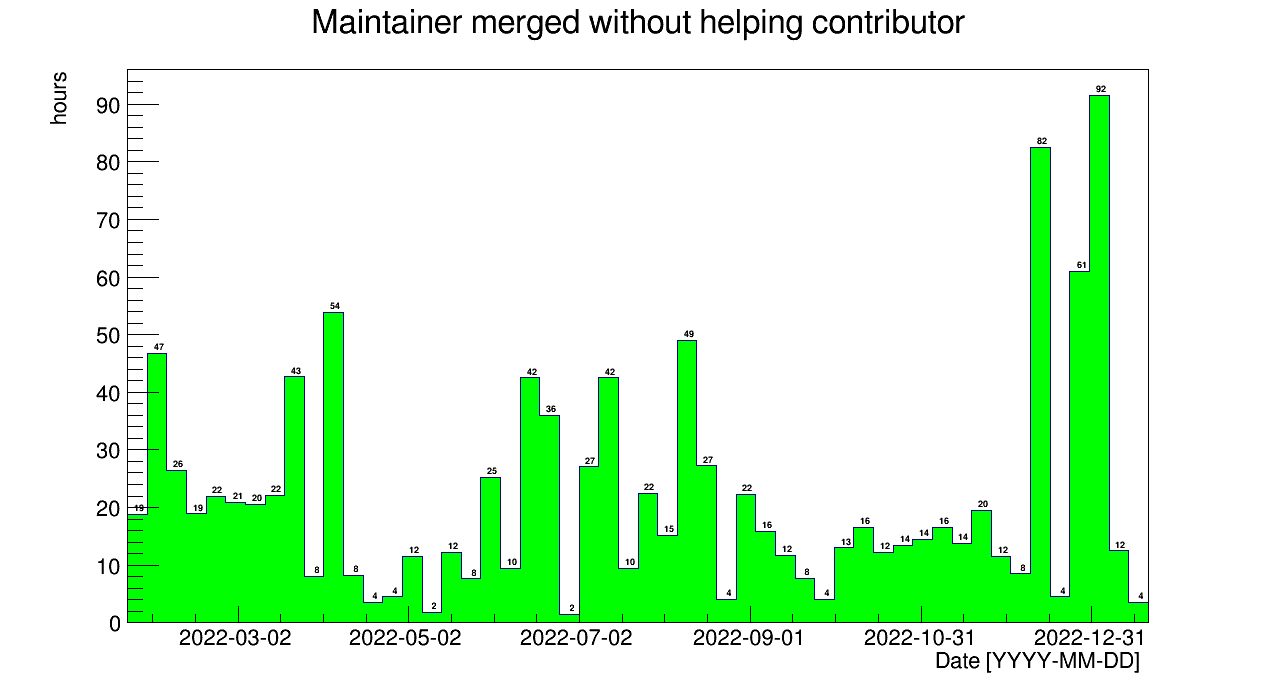 Maintainer merged without helping contributor
hours
90
80
70
60
50
40
30
20
10
0
19 47 26 19 22 21 20 22 43 8 54 8 4 4 12 2 12 8 25 10 42 36 2 27 42 10 22 15 49 27 4 22 16 12 8 4 13 16 12 14 14 16 14 20 12 8 82 4 61 92 12 4
2022-03-02 2022-05-02 2022-07-02 2022-09-01 2022-10-31 2022-12-31
Date [YYYY-MM-DD]